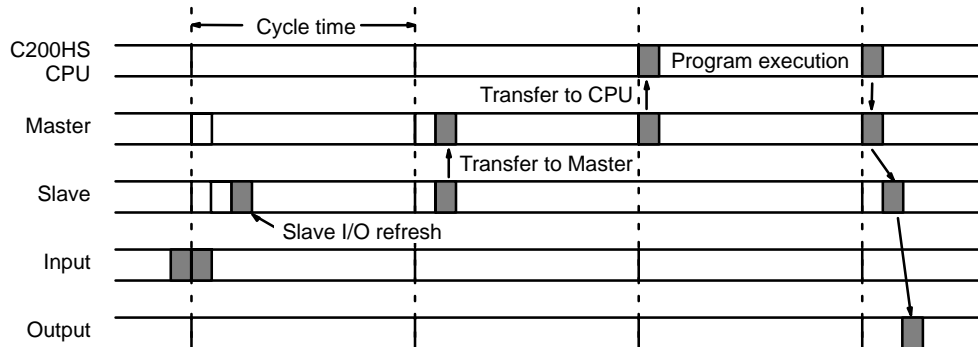 Cycle time
C200HS
CPU
Program execution
Transfer to CPU
Master
Transfer to Master
Slave
Slave I/O refresh
Input
Output